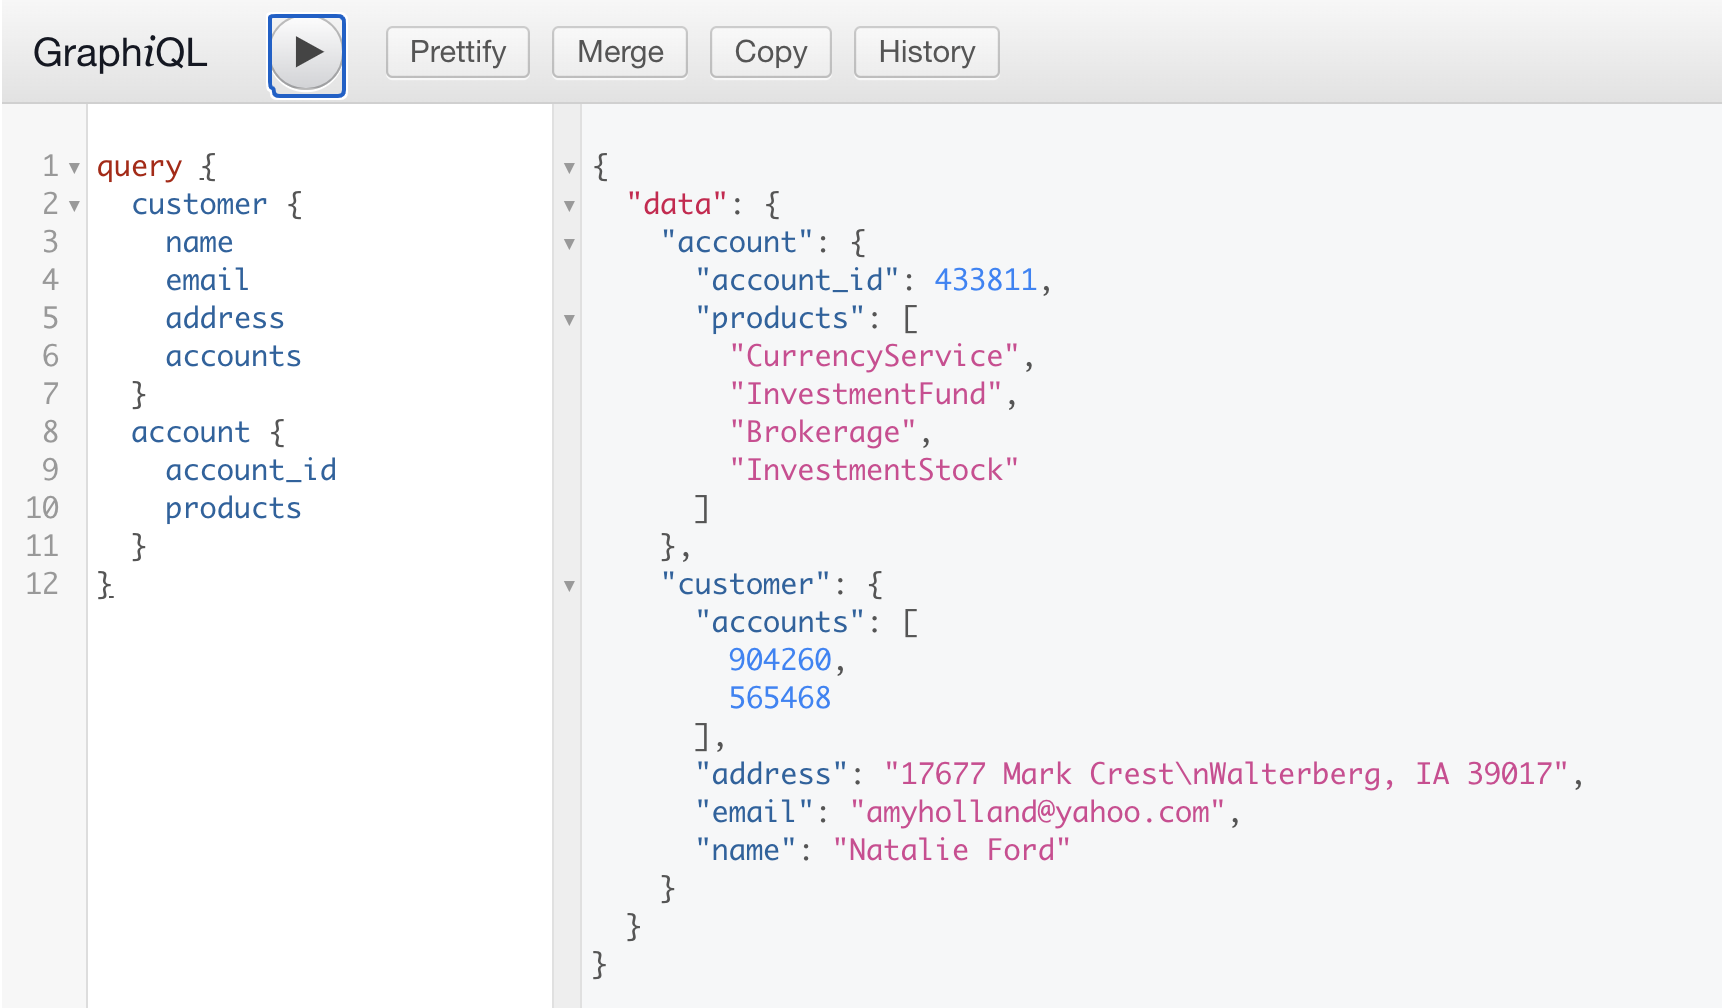 GraphiQL Prettify Merge Copy History
1 query {
2   customer {
3     name
4     email
5     address
6     accounts
7   }
8   account {
9     account_id
10     products
11   }
12 }
{
  "data": {
    "account": {
      "account_id": 433811,
      "products": [
        "CurrencyService",
        "InvestmentFund",
        "Brokerage",
        "InvestmentStock"
      ]
    },
    "customer": {
      "accounts": [
        904260,
        565468
      ],
      "address": "17677 Mark Crest\nWalterberg, IA 39017",
      "email": "amyholland@yahoo.com",
      "name": "Natalie Ford"
    }
  }
}